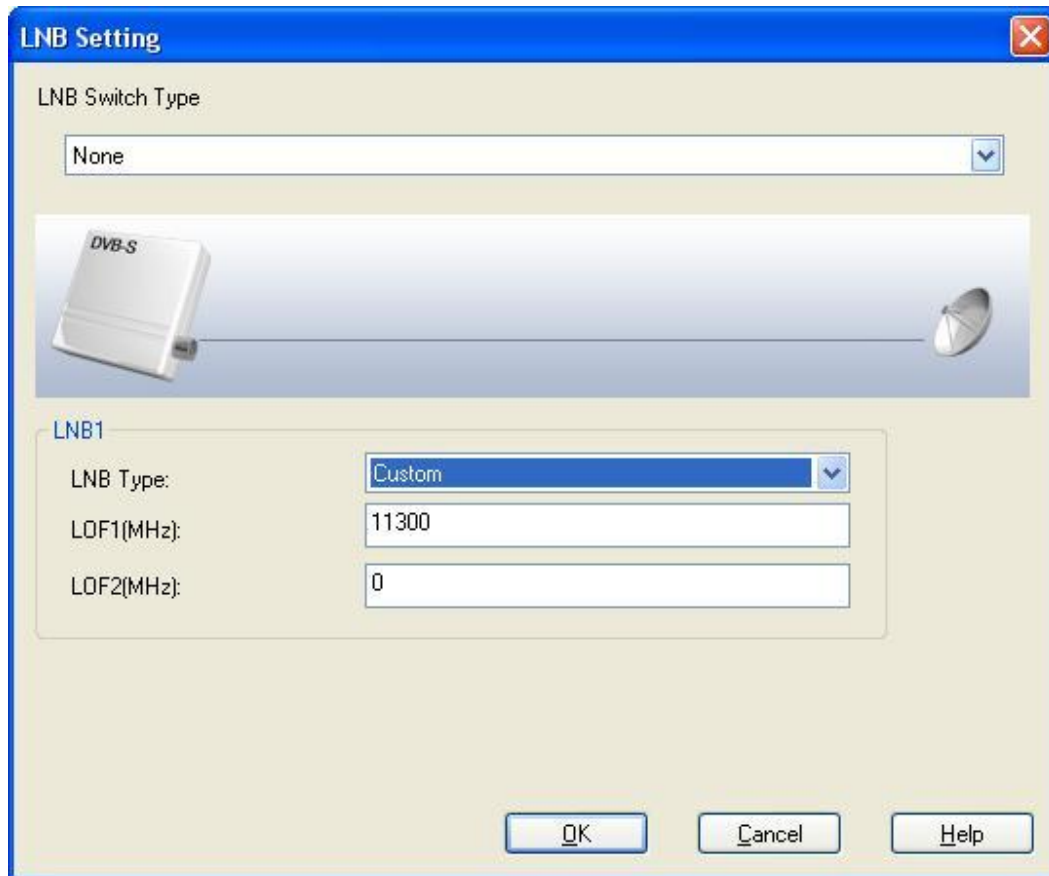 LNB Setting
LNB Switch Type
None
DVB-S
LNB1
LNB Type: Custom
LOF1(MHz): 11300
LOF2(MHz): 0
OK Cancel Help